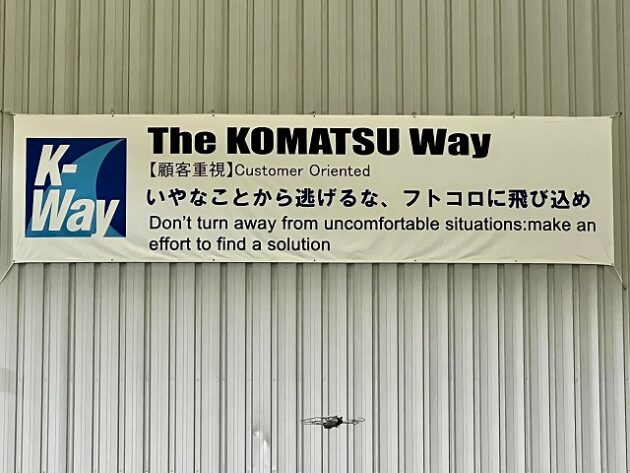 K-
Way
The KOMATSU Way
【顧客重視】Customer Oriented
いやなことから逃げるな、フトコロに飛び込め
Don't turn away from uncomfortable situations:make an
effort to find a solution